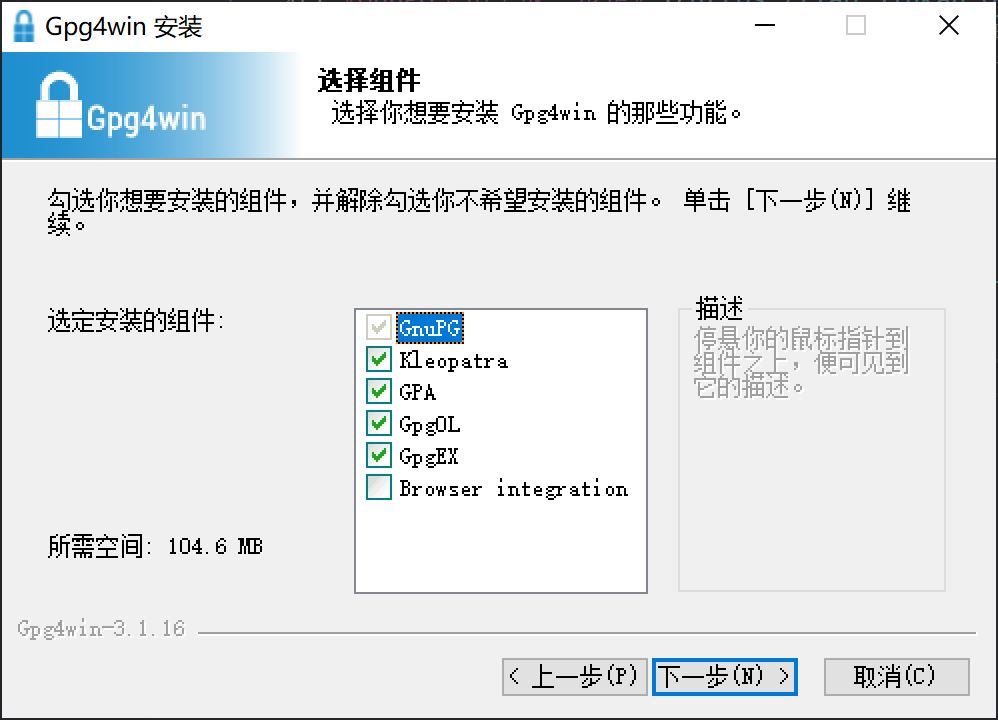 Gpg4win 安装
Gpg4win
选择组件
选择你想要安装 Gpg4win 的那些功能。
勾选你想要安装的组件，并解除勾选你不希望安装的组件。 单击 [下一步(N)] 继
续。
选定安装的组件:
GnuPG
Kleopatra
GPA
GpgOL
GpgEX
Browser integration
描述
停悬你的鼠标指针到
组件之上，便可见到
它的描述。
所需空间: 104.6 MB
Gpg4win-3.1.16
< 上一步(P)
下一步(N) >
取消(C)